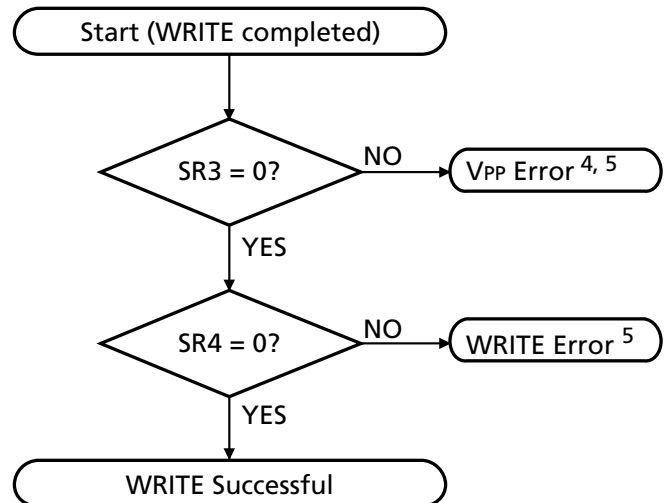 Start (WRITE completed)
SR3 = 0?
NO
VPP Error 4, 5
YES
SR4 = 0?
NO
WRITE Error 5
YES
WRITE Successful